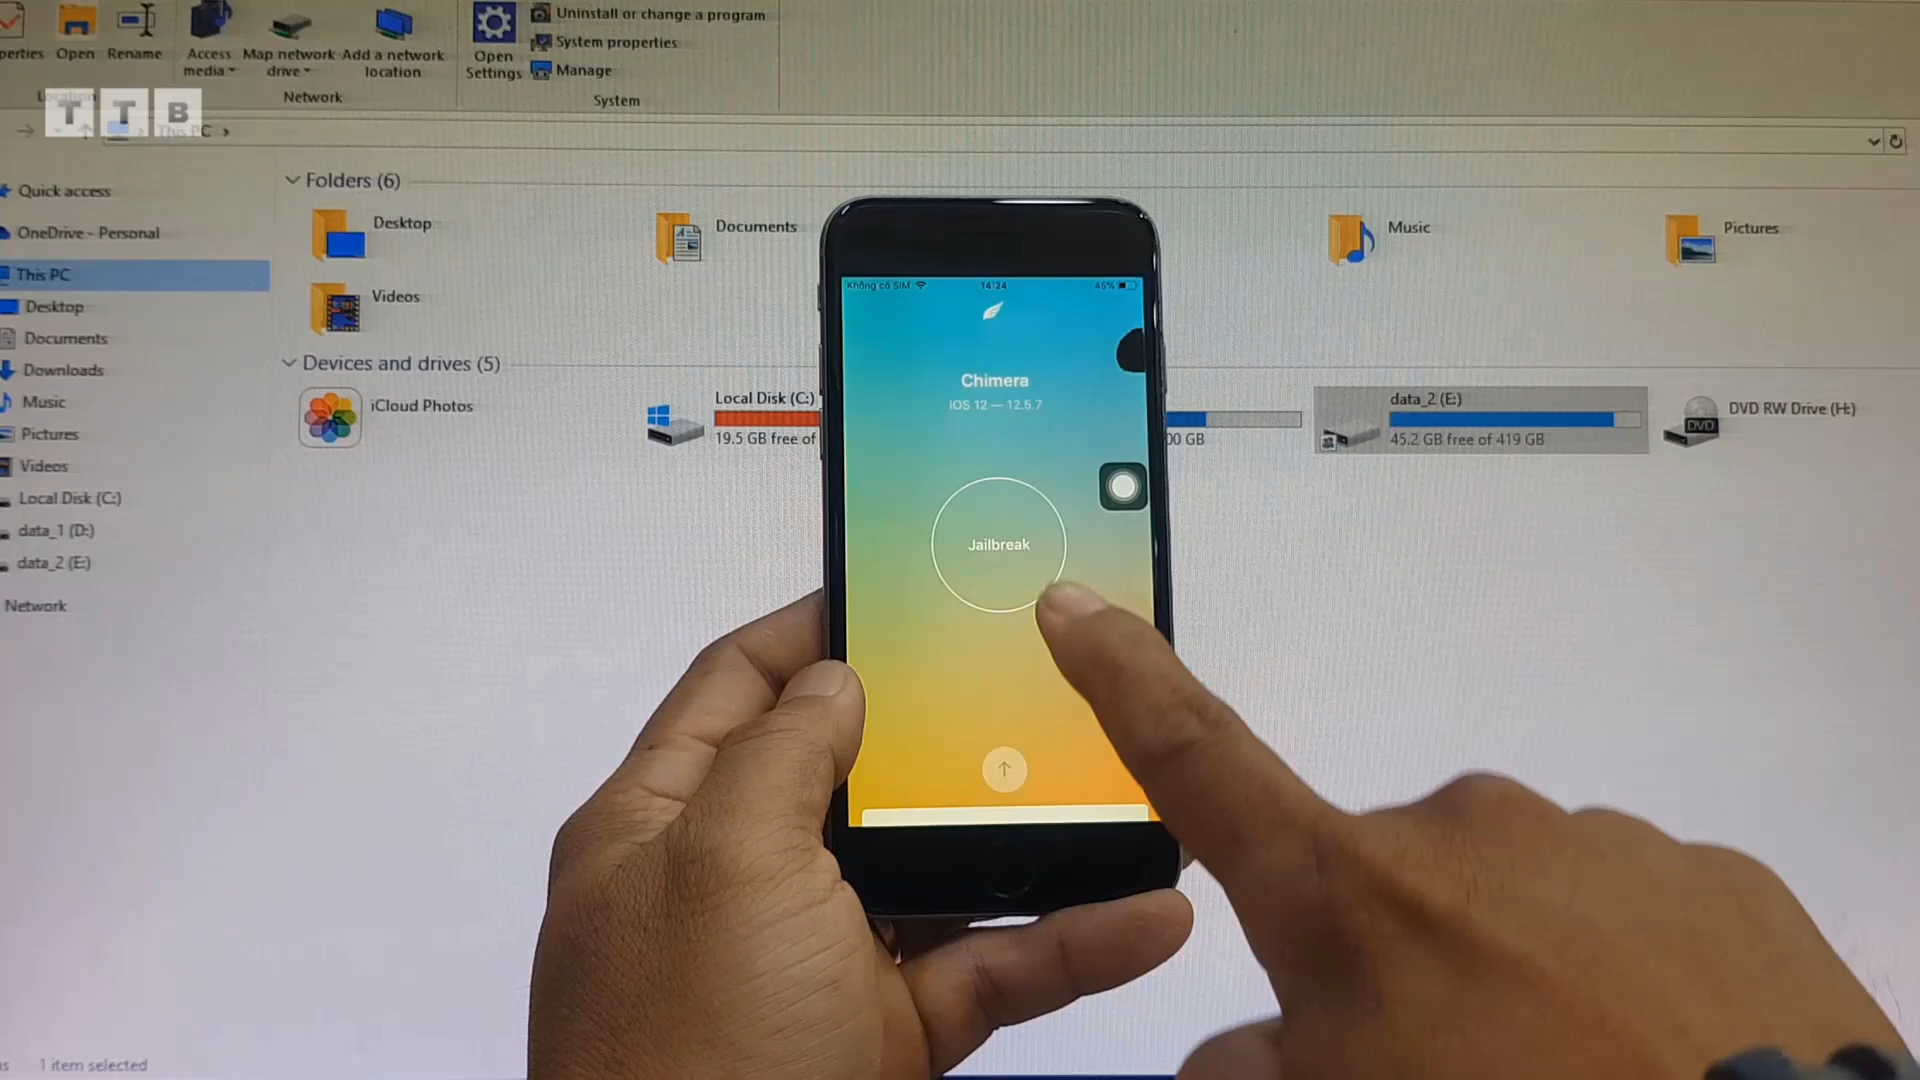 perties
Open
Rename
Access
media
Map network
drive
Add a network
location
Open
Settings
Uninstall or change a program
System properties
Manage
Location
Network
System
T T B
This PC
Quick access
OneDrive - Personal
This PC
Desktop
Documents
Downloads
Music
Pictures
Videos
Local Disk (C:)
data_1 (D:)
data_2 (E:)
Network
Folders (6)
Desktop
Documents
Music
Pictures
Videos
Devices and drives (5)
iCloud Photos
Local Disk (C:)
19.5 GB free of
00 GB
data_2 (E:)
45.2 GB free of 419 GB
DVD
DVD RW Drive (H:)
Không có SIM
14:24
45%
Chimera
iOS 12 — 12.5.7
Jailbreak
1 item selected